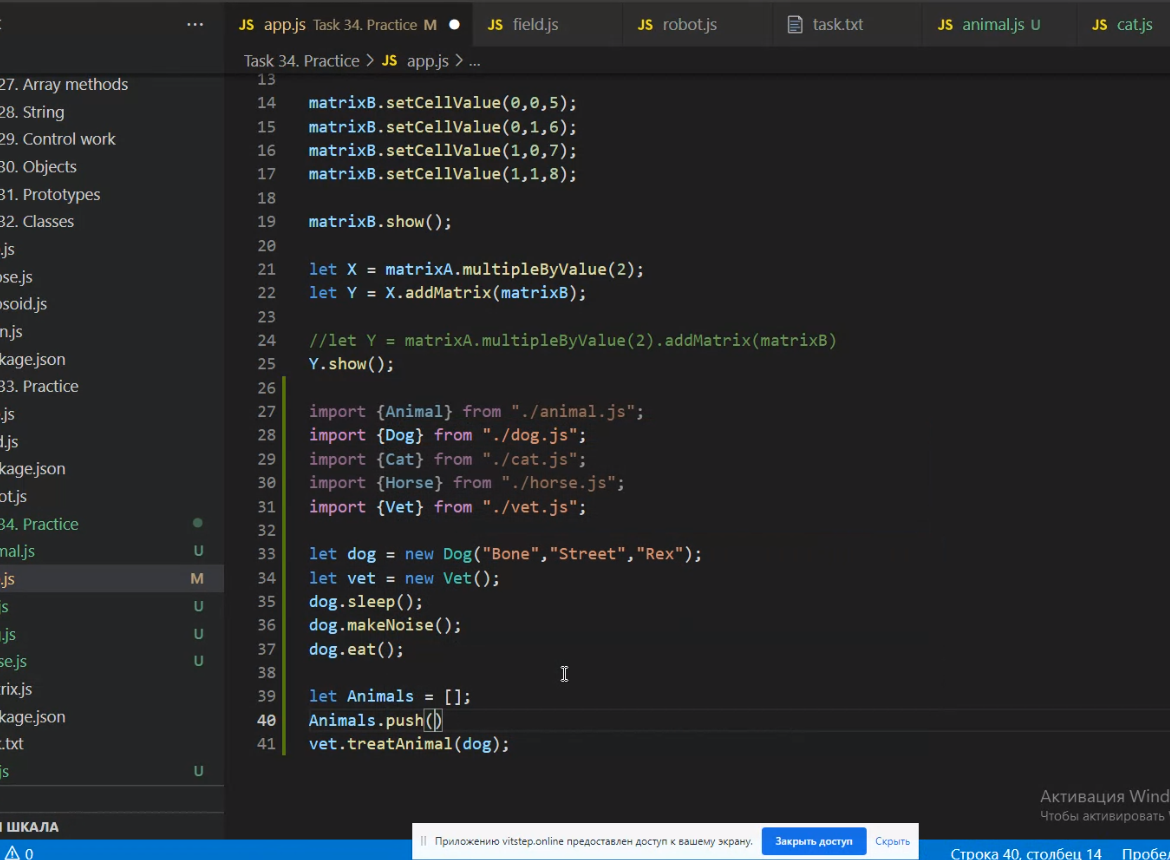 JS app.js Task 34. Practice M JS field.js JS robot.js task.txt JS animal.js U JS cat.js
Task 34. Practice > JS app.js > ...
27. Array methods
28. String
29. Control work
30. Objects
31. Prototypes
32. Classes
.js
ose.js
soid.js
n.js
kage.json
33. Practice
.js
d.js
kage.json
ot.js
34. Practice
mal.js U
.js M
js U
.js U
se.js U
rix.js
kage.json
.txt
js U
ШКАЛА
0
13
14 matrixB.setCellValue(0,0,5);
15 matrixB.setCellValue(0,1,6);
16 matrixB.setCellValue(1,0,7);
17 matrixB.setCellValue(1,1,8);
18
19 matrixB.show();
20
21 let X = matrixA.multipleByValue(2);
22 let Y = X.addMatrix(matrixB);
23
24 //let Y = matrixA.multipleByValue(2).addMatrix(matrixB)
25 Y.show();
26
27 import {Animal} from "./animal.js";
28 import {Dog} from "./dog.js";
29 import {Cat} from "./cat.js";
30 import {Horse} from "./horse.js";
31 import {Vet} from "./vet.js";
32
33 let dog = new Dog("Bone","Street","Rex");
34 let vet = new Vet();
35 dog.sleep();
36 dog.makeNoise();
37 dog.eat();
38
39 let Animals = [];
40 Animals.push()
41 vet.treatAnimal(dog);
Активация Wind
Чтобы активировать
Приложению vitstep.online предоставлен доступ к вашему экрану. Закрыть доступ Скрыть
Строка 40, столбец 14 Пробел